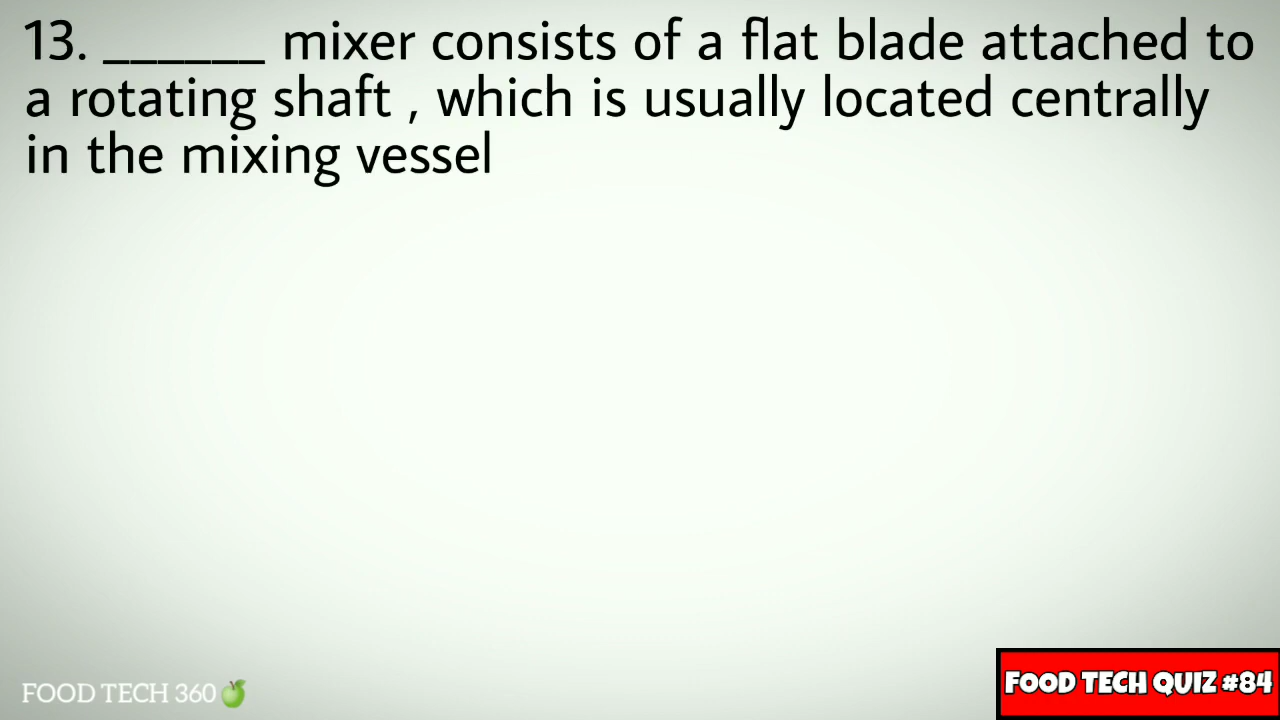 13. ______ mixer consists of a flat blade attached to
a rotating shaft , which is usually located centrally
in the mixing vessel
FOOD TECH 360
FOOD TECH QUIZ #84